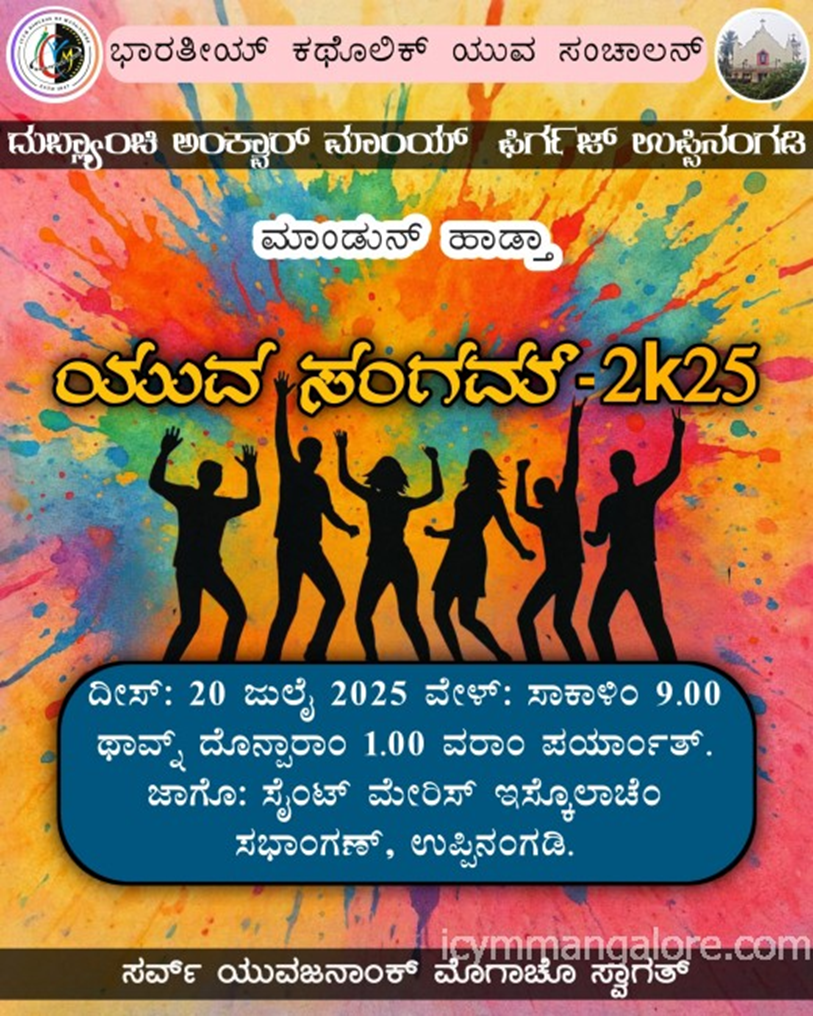 ಭಾರತೀಯ್ ಕಥೊಲಿಕ್ ಯುವ ಸಂಚಾಲನ್
ದುಬ್ಳ್ಯಾಂಚಿ ಅಂಕ್ವಾರ್ ಮಾಂಯ್ ಫಿರ್ಗಜ್ ಉಪ್ಪಿನಂಗಡಿ
ಮಾಂಡುನ್ ಹಾಡ್ತಾ
ಯುವ ಸಂಗಮ್-2k25
ದೀಸ್: 20 ಜುಲೈ 2025 ವೇಳ್: ಸಾಕಾಳಿಂ 9.00
ಥಾವ್ನ್ ದೊನ್ಪಾರಾಂ 1.00 ವರಾಂ ಪರ್ಯಾಂತ್.
ಜಾಗೊ: ಸೈಂಟ್ ಮೇರಿಸ್ ಇಸ್ಕೊಲಾಚೆಂ
ಸಭಾಂಗಣ್, ಉಪ್ಪಿನಂಗಡಿ.
icymmangalore.com
ಸರ್ವ್ ಯುವಜನಾಂಕ್ ಮೊಗಾಚೊ ಸ್ವಾಗತ್